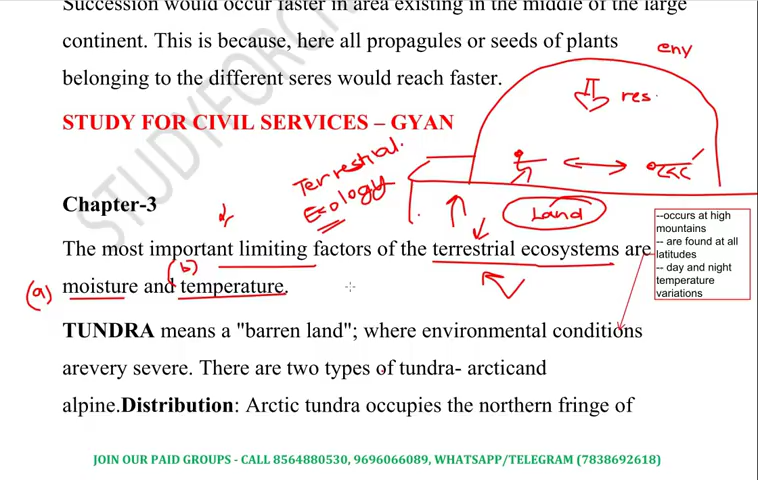 Succession would occur faster in area existing in the middle of the large
continent. This is because, here all propagules or seeds of plants
eny
belonging to the different seres would reach faster.
res.
STUDY FOR CIVIL SERVICES – GYAN
Terrestrial
Ecology
Chapter-3
Land
--occurs at high
mountains
-- are found at all
latitudes
-- day and night
temperature
variations
The most important limiting factors of the terrestrial ecosystems are
(a) moisture and (b) temperature.
TUNDRA means a "barren land"; where environmental conditions
arevery severe. There are two types of tundra- arcticand
alpine.Distribution: Arctic tundra occupies the northern fringe of
JOIN OUR PAID GROUPS - CALL 8564880530, 9696066089, WHATSAPP/TELEGRAM (7838692618)
STUDYFORCIV